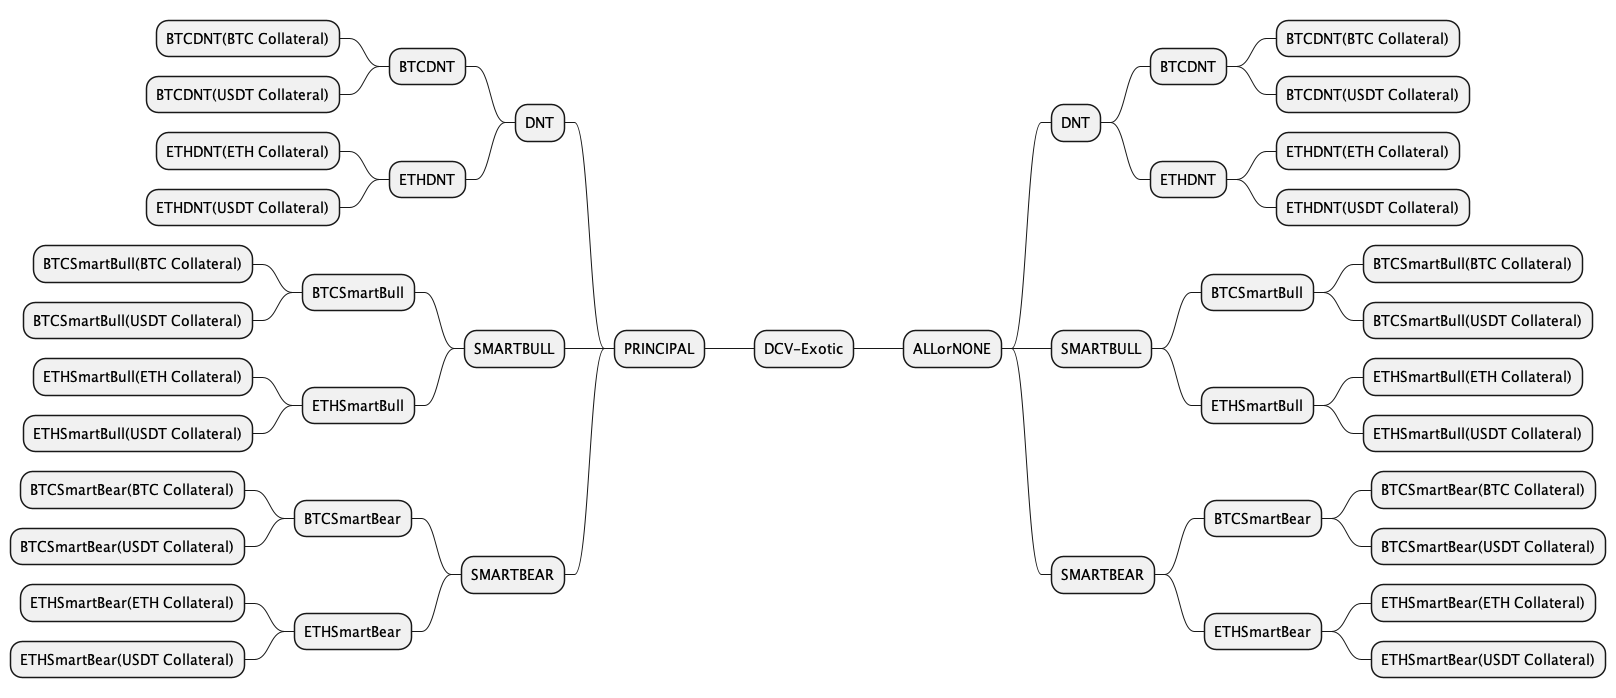 BTCDNT(BTC Collateral)
BTCDNT(USDT Collateral)
BTCDNT
ETHDNT(ETH Collateral)
ETHDNT(USDT Collateral)
ETHDNT
DNT
BTCSmartBull(BTC Collateral)
BTCSmartBull(USDT Collateral)
BTCSmartBull
ETHSmartBull(ETH Collateral)
ETHSmartBull(USDT Collateral)
ETHSmartBull
SMARTBULL
BTCSmartBear(BTC Collateral)
BTCSmartBear(USDT Collateral)
BTCSmartBear
ETHSmartBear(ETH Collateral)
ETHSmartBear(USDT Collateral)
ETHSmartBear
SMARTBEAR
PRINCIPAL
DCV-Exotic
ALLorNONE
DNT
BTCDNT
BTCDNT(BTC Collateral)
BTCDNT(USDT Collateral)
ETHDNT
ETHDNT(ETH Collateral)
ETHDNT(USDT Collateral)
SMARTBULL
BTCSmartBull
BTCSmartBull(BTC Collateral)
BTCSmartBull(USDT Collateral)
ETHSmartBull
ETHSmartBull(ETH Collateral)
ETHSmartBull(USDT Collateral)
SMARTBEAR
BTCSmartBear
BTCSmartBear(BTC Collateral)
BTCSmartBear(USDT Collateral)
ETHSmartBear
ETHSmartBear(ETH Collateral)
ETHSmartBear(USDT Collateral)